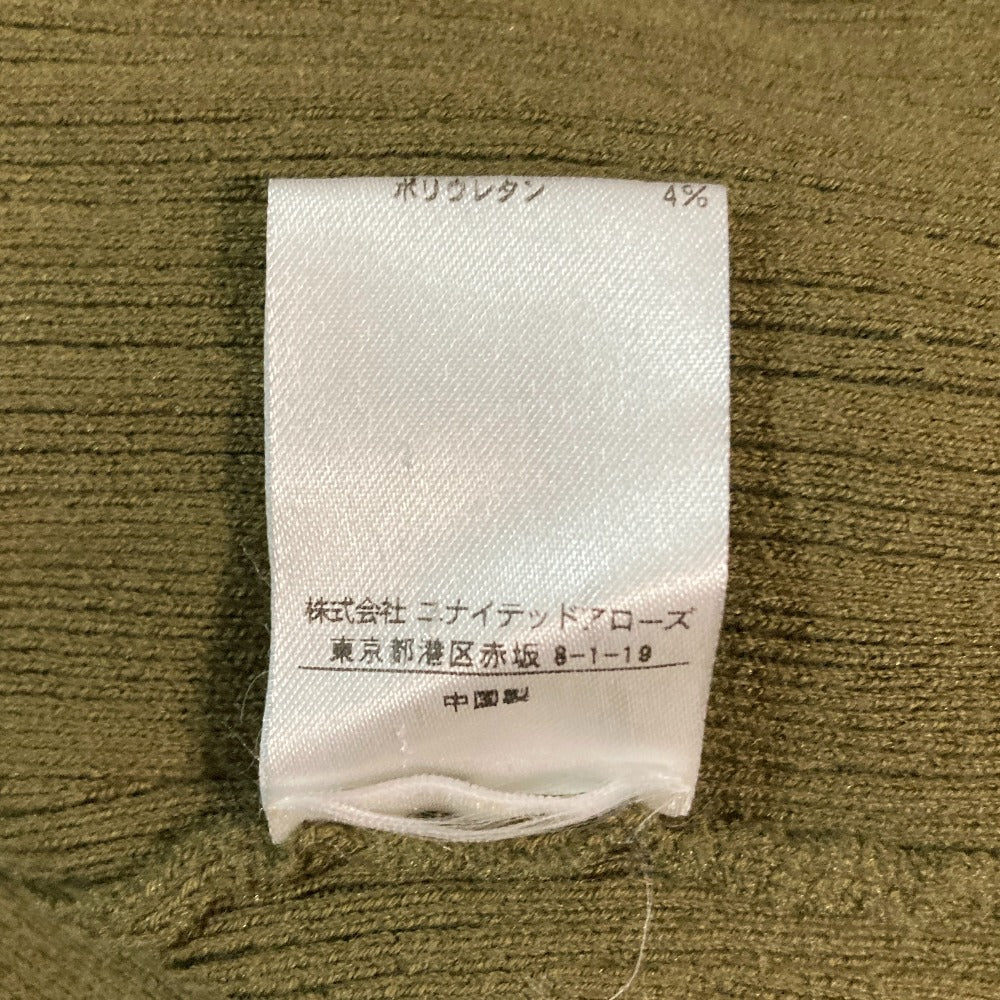 ポリウレタン 4%
株式会社 ユナイテッドアローズ
東京都港区赤坂 8-1-19
中国製